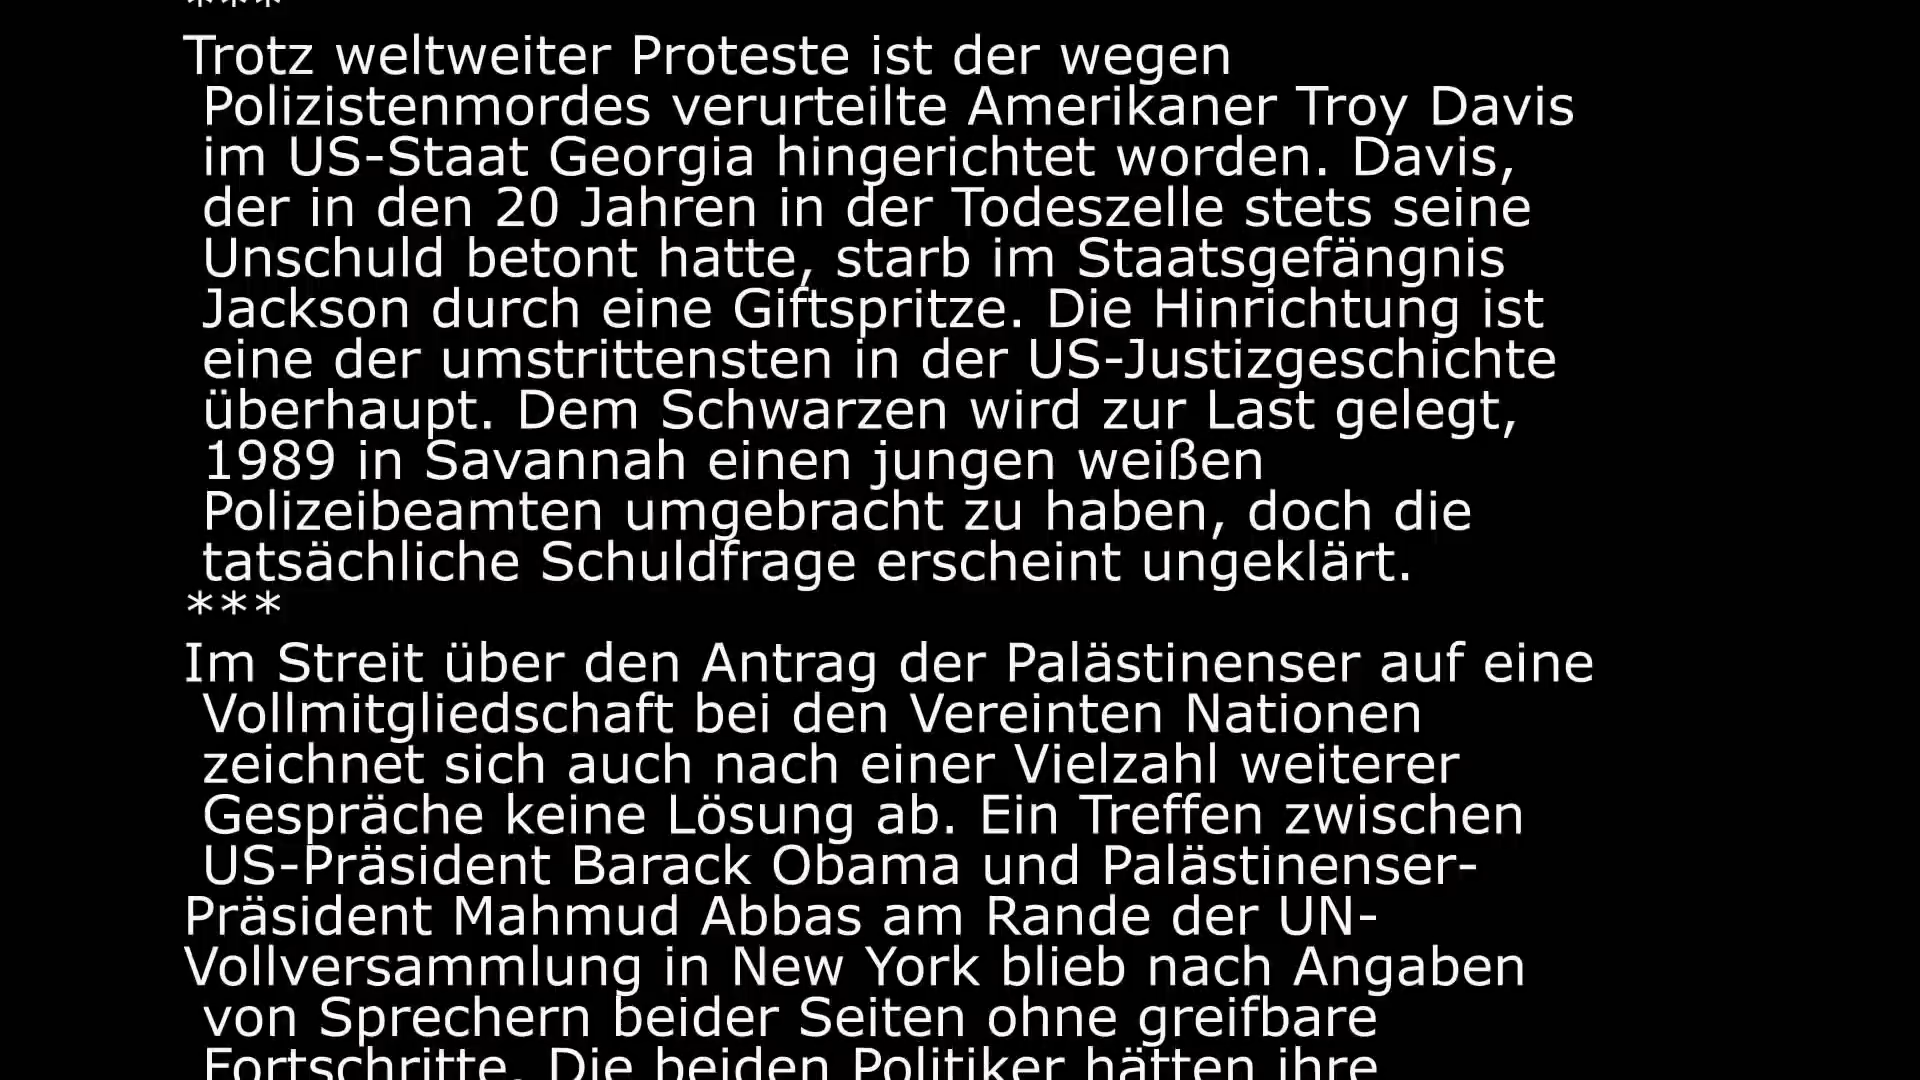 ***
Trotz weltweiter Proteste ist der wegen
Polizistenmordes verurteilte Amerikaner Troy Davis
im US-Staat Georgia hingerichtet worden. Davis,
der in den 20 Jahren in der Todeszelle stets seine
Unschuld betont hatte, starb im Staatsgefängnis
Jackson durch eine Giftspritze. Die Hinrichtung ist
eine der umstrittensten in der US-Justizgeschichte
überhaupt. Dem Schwarzen wird zur Last gelegt,
1989 in Savannah einen jungen weißen
Polizeibeamten umgebracht zu haben, doch die
tatsächliche Schuldfrage erscheint ungeklärt.
***
Im Streit über den Antrag der Palästinenser auf eine
Vollmitgliedschaft bei den Vereinten Nationen
zeichnet sich auch nach einer Vielzahl weiterer
Gespräche keine Lösung ab. Ein Treffen zwischen
US-Präsident Barack Obama und Palästinenser-
Präsident Mahmud Abbas am Rande der UN-
Vollversammlung in New York blieb nach Angaben
von Sprechern beider Seiten ohne greifbare
Fortschritte. Die beiden Politiker hätten ihre